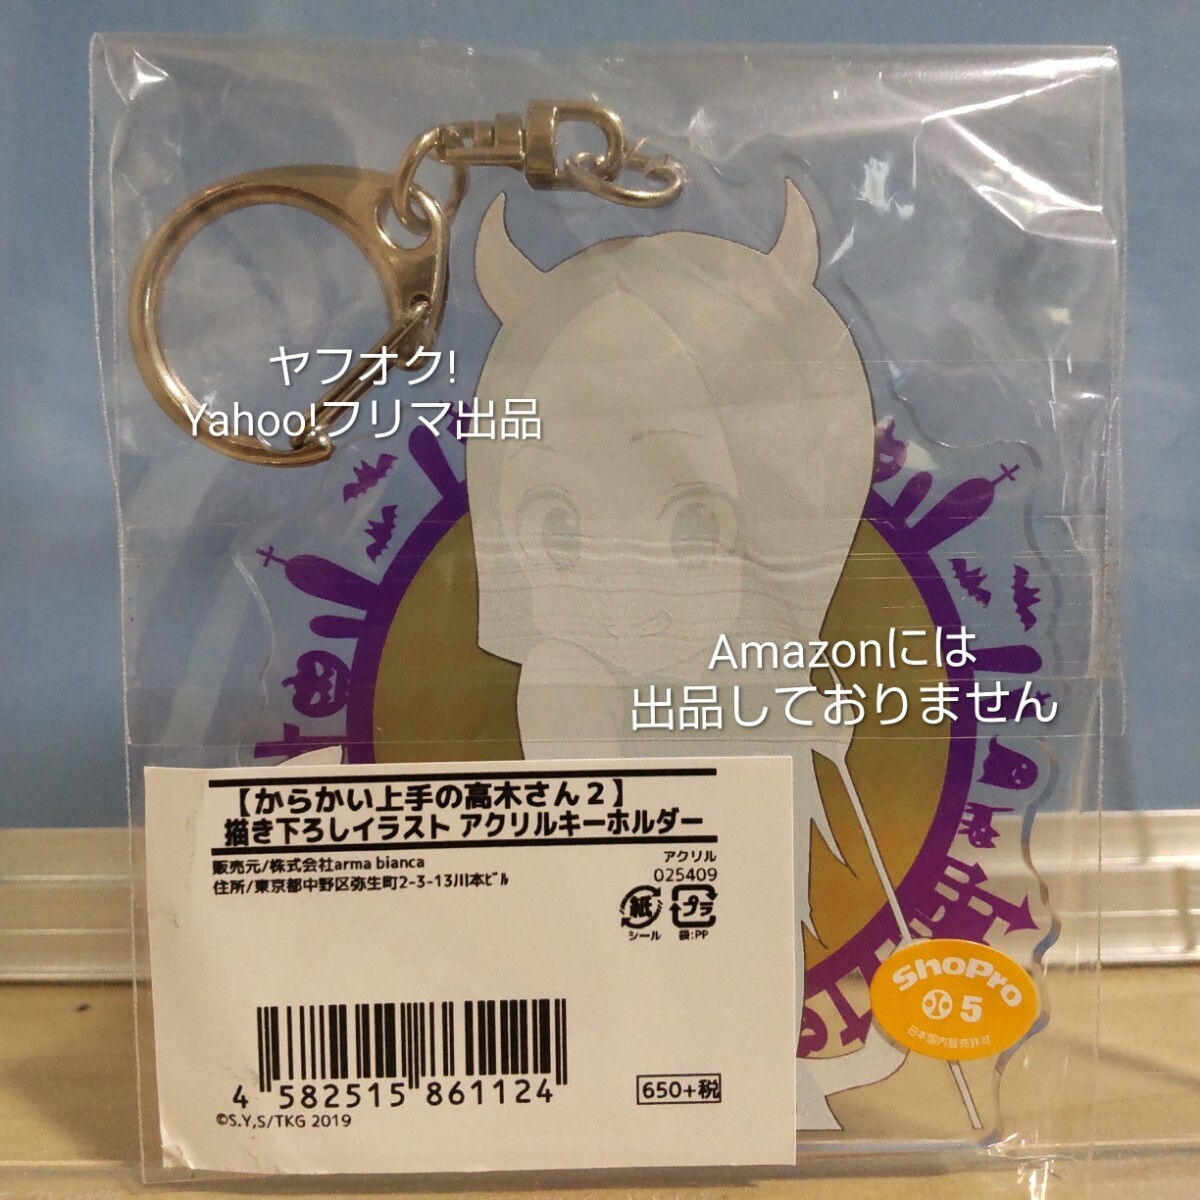 ヤフオク!
Yahoo!フリマ出品
Amazonには
出品しておりません
【からかい上手の高木さん２】
描き下ろしイラスト アクリルキーホルダー
販売元/株式会社arma bianca
住所/東京都中野区弥生町2-3-13川本ﾋﾞﾙ
アクリル
025409
紙
プラ
シール
袋:PP
4 582515 861124
650+税
©S.Y,S/TKG 2019
ShoPro
5
日本国内販売許可